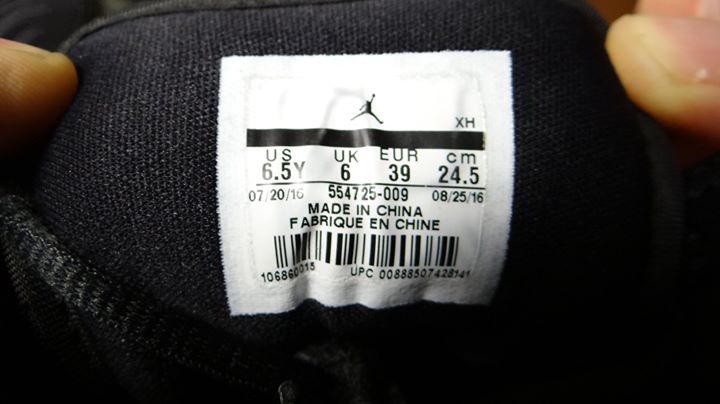 XH
US UK EUR cm
6.5Y 6 39 24.5
07/20/16 554725-009 08/25/16
MADE IN CHINA
FABRIQUE EN CHINE
106860015 UPC 00888507428141